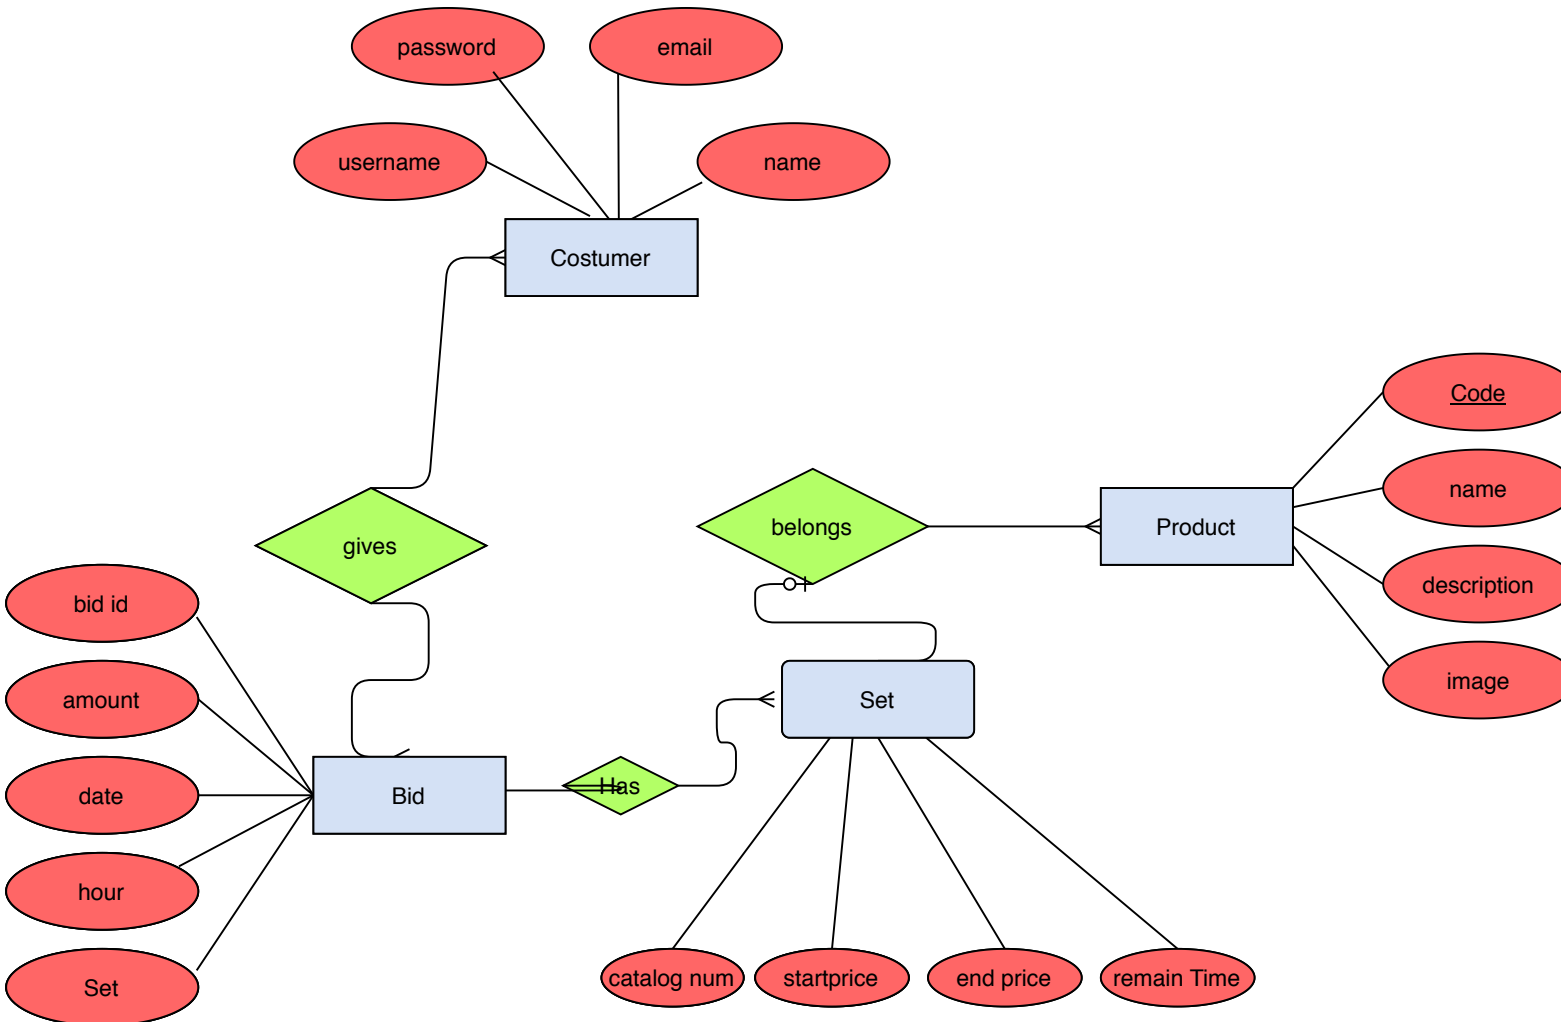 password
email
username
name
Costumer
Code
name
gives
belongs
Product
description
bid id
image
amount
Set
date
Bid
Has
hour
Set
catalog num
startprice
end price
remain Time